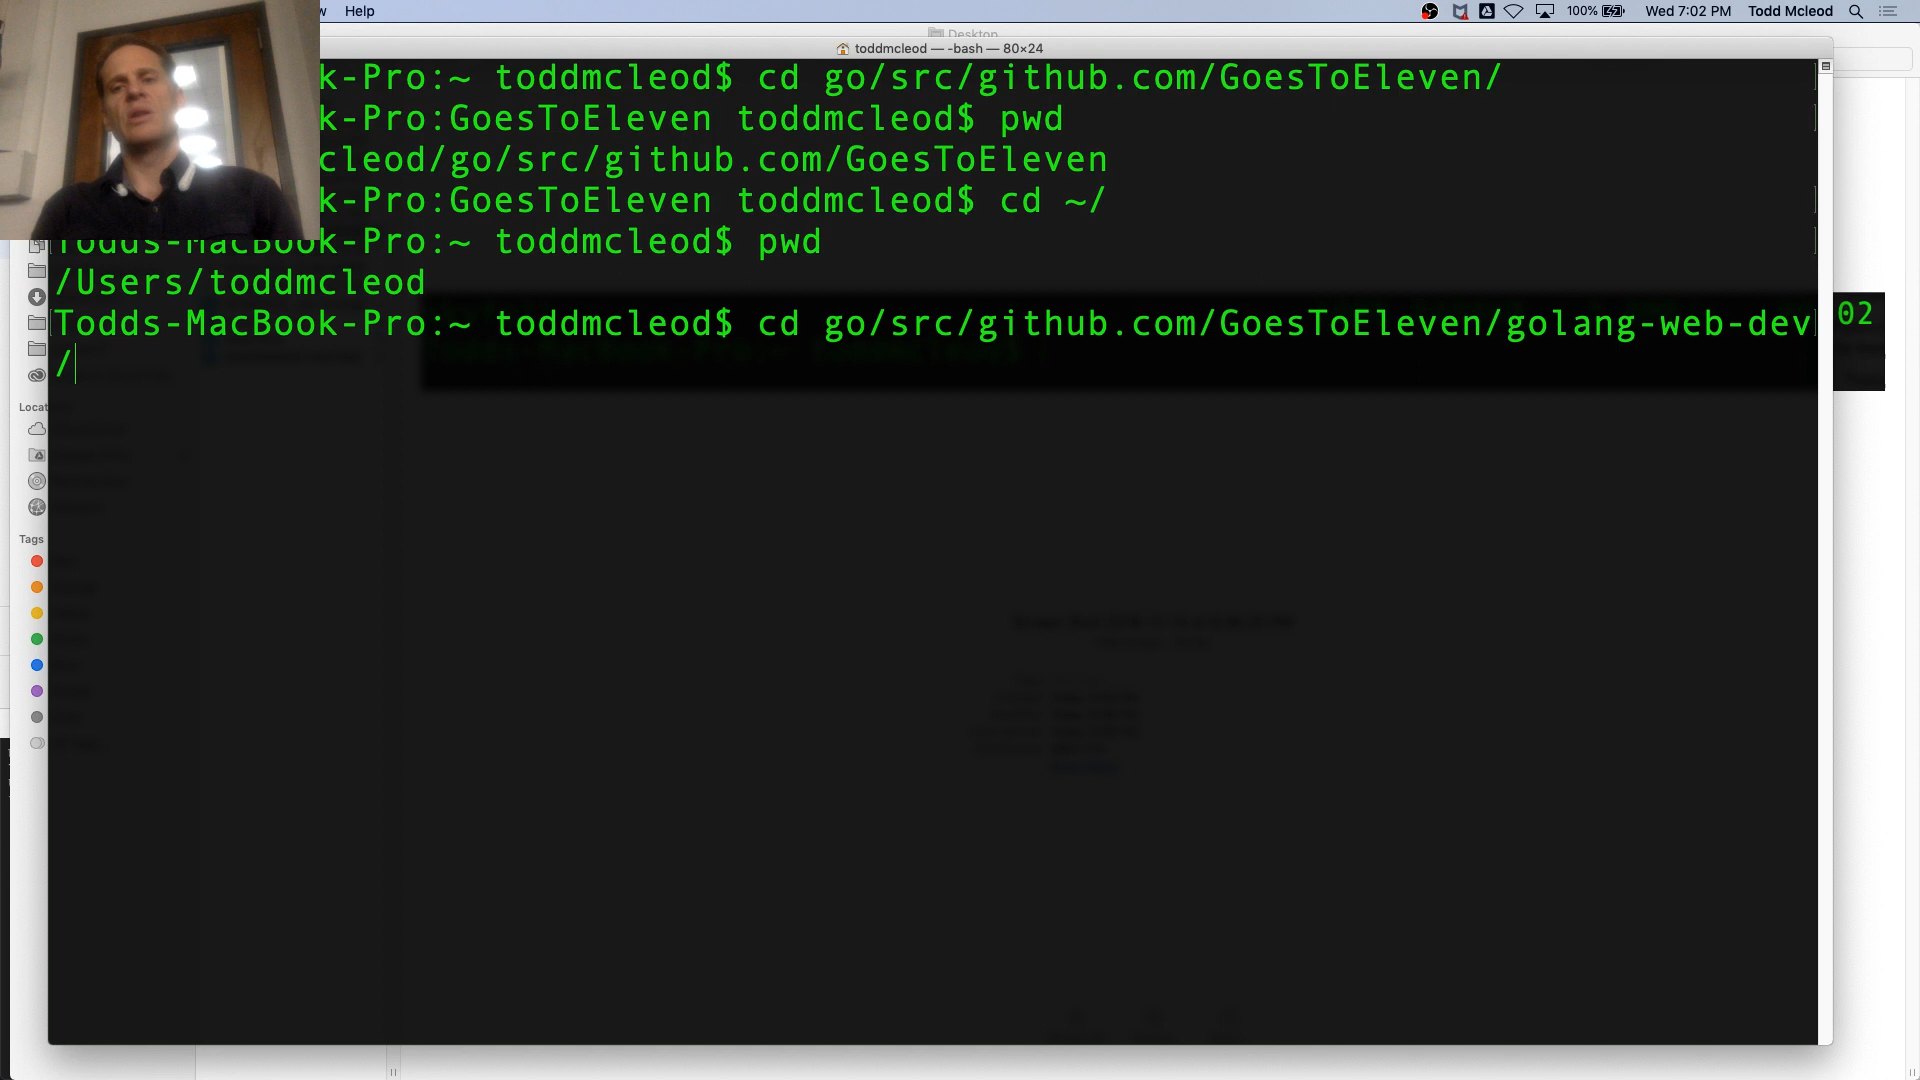 w Help 100% Wed 7:02 PM Todd Mcleod
Desktop
toddmcleod — -bash — 80×24
k-Pro:~ toddmcleod$ cd go/src/github.com/GoesToEleven/
k-Pro:GoesToEleven toddmcleod$ pwd
cleod/go/src/github.com/GoesToEleven
k-Pro:GoesToEleven toddmcleod$ cd ~/
Todds-MacBook-Pro:~ toddmcleod$ pwd
/Users/toddmcleod
Todds-MacBook-Pro:~ toddmcleod$ cd go/src/github.com/GoesToEleven/golang-web-dev
/
02
Locat
Tags